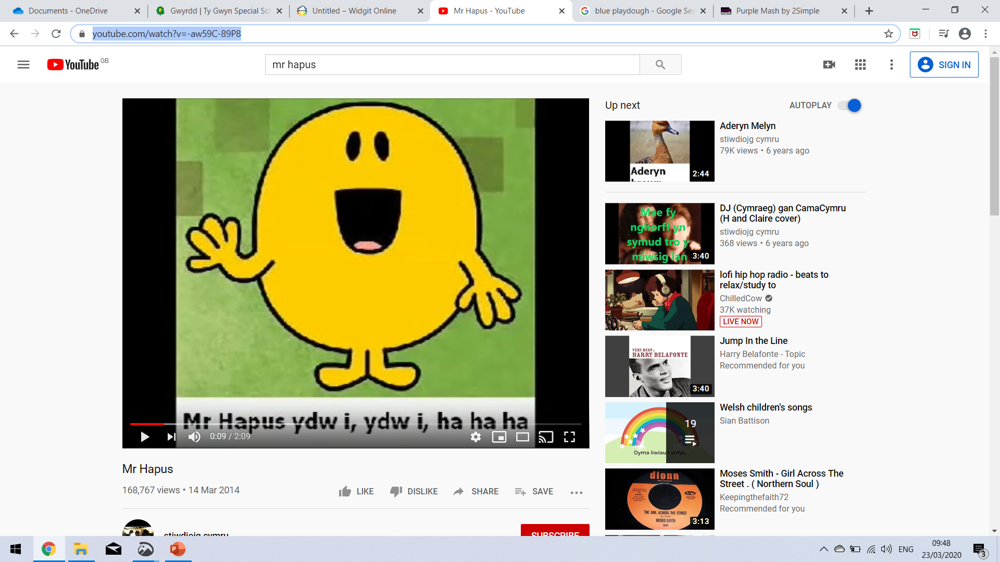 Documents - OneDrive
Gwyrdd | Ty Gwyn Special Sch
Untitled – Widgit Online
Mr Hapus - YouTube
blue playdough - Google Sea
Purple Mash by 2Simple
youtube.com/watch?v=-aw59C-89P8
YouTube GB
mr hapus
SIGN IN
Mr Hapus ydw i, ydw i, ha ha ha
0:09 / 2:09
Mr Hapus
168,767 views • 14 Mar 2014
LIKE
DISLIKE
SHARE
SAVE
stiwdiojg cymru
SUBSCRIBE
Up next
AUTOPLAY
Aderyn
2:44
Aderyn Melyn
stiwdiojg cymru
79K views • 6 years ago
Mae fy
nghorff yn
symud tro y
miwsig lan
3:40
DJ (Cymraeg) gan CamaCymru
(H and Claire cover)
stiwdiojg cymru
368 views • 6 years ago
lofi hip hop radio - beats to
relax/study to
ChilledCow
37K watching
LIVE NOW
VERY BEST of
HARRY BELAFONTE
3:40
Jump In the Line
Harry Belafonte - Topic
Recommended for you
19
Dyma liwiau'r enfys.
Welsh children's songs
Sian Battison
dionn
THE GIRL ACROSS THE STREET
MOSES SMITH
508
3:13
Moses Smith - Girl Across The
Street . ( Northern Soul )
Keepingthefaith72
Recommended for you
ENG
09:48
23/03/2020
3